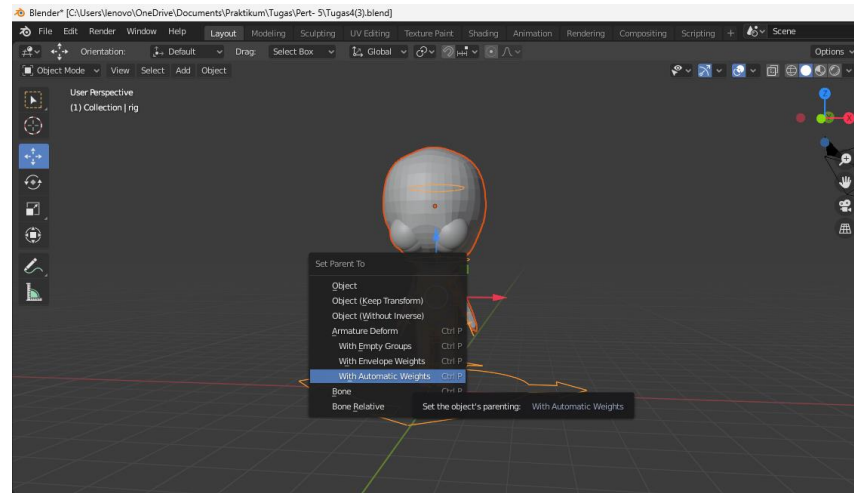 Blender* [C:\Users\lenovo\OneDrive\Documents\Praktikum\Tugas\Pert- 5\Tugas4(3).blend]
File Edit Render Window Help Layout Modeling Sculpting UV Editing Texture Paint Shading Animation Rendering Compositing Scripting + Scene
Orientation: Default Drag: Select Box Global Options
Object Mode View Select Add Object
User Perspective
(1) Collection | rig
Z
X
Set Parent To
Object
Object (Keep Transform)
Object (Without Inverse)
Armature Deform Ctrl P
With Empty Groups Ctrl P
With Envelope Weights Ctrl P
With Automatic Weights Ctrl P
Bone Ctrl P
Bone Relative Set the object's parenting: With Automatic Weights